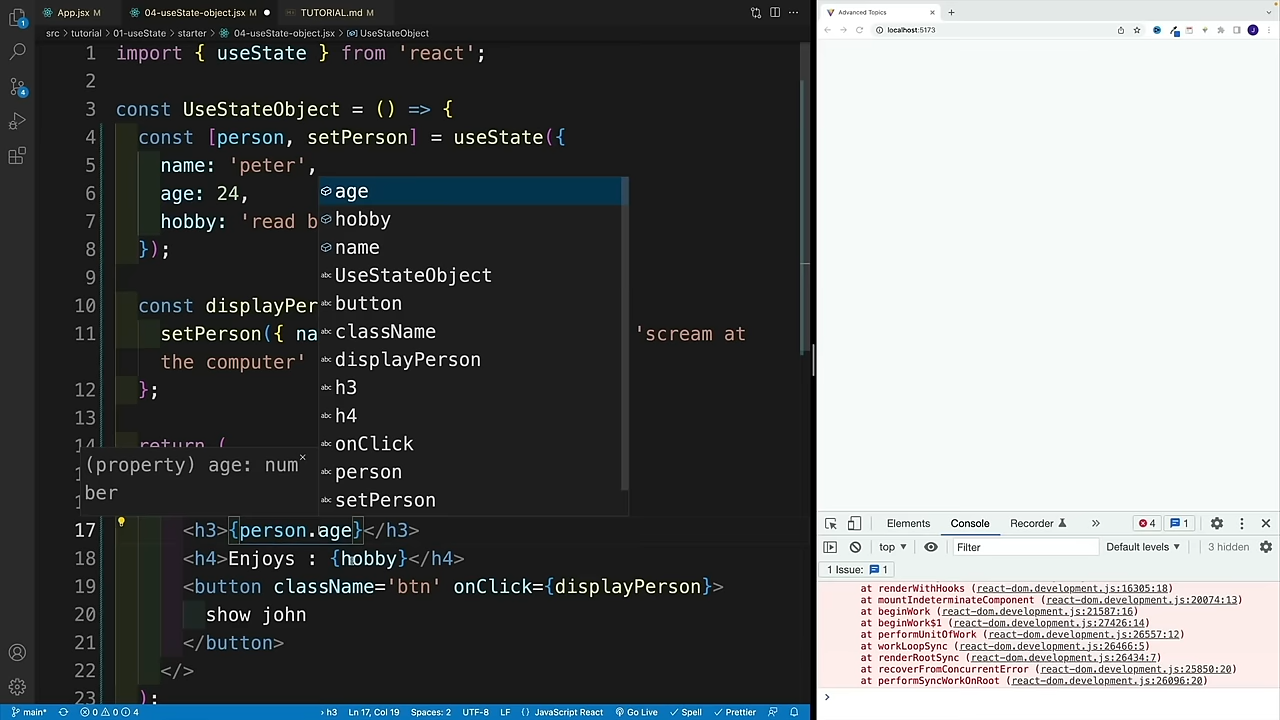 App.jsx M
04-useState-object.jsx M
TUTORIAL.md M
src > tutorial >
04-useState-object.jsx > UseStateObject
1 import { useState } from 'react';
2
3 const UseStateObject = () => {
4 const [person, setPerson] = useState({
5 name: 'peter',
6 age: 24,
7 hobby: 'read b
8 });
9
10 const displayPer
11 setPerson({ na 'scream at
the computer'
12 };
13
14 return (
age
hobby
name
UseStateObject
button
className
displayPerson
h3
h4
onClick
person
setPerson
(property) age: num
ber
17 <h3>{person.age}</h3>
18 <h4>Enjoys : {hobby}</h4>
19 <button className='btn' onClick={displayPerson}>
20 show john
21 </button>
22 </>
23 );
1
4
main*
0 0 4
h3
Ln 17, Col 19
Spaces: 2
UTF-8
LF
{} JavaScript React
Go Live
Spell
Prettier
Advanced Topics
localhost:5173
J
Elements
Console
Recorder
»
4
1
top
Filter
Default levels
3 hidden
1 Issue: 1
at renderWithHooks (react-dom.development.js:16305:18)
at mountIndeterminateComponent (react-dom.development.js:20074:13)
at beginWork (react-dom.development.js:21587:16)
at beginWork$1 (react-dom.development.js:27426:14)
at performUnitOfWork (react-dom.development.js:26557:12)
at workLoopSync (react-dom.development.js:26466:5)
at renderRootSync (react-dom.development.js:26434:7)
at recoverFromConcurrentError (react-dom.development.js:25850:20)
at performSyncWorkOnRoot (react-dom.development.js:26096:20)
>